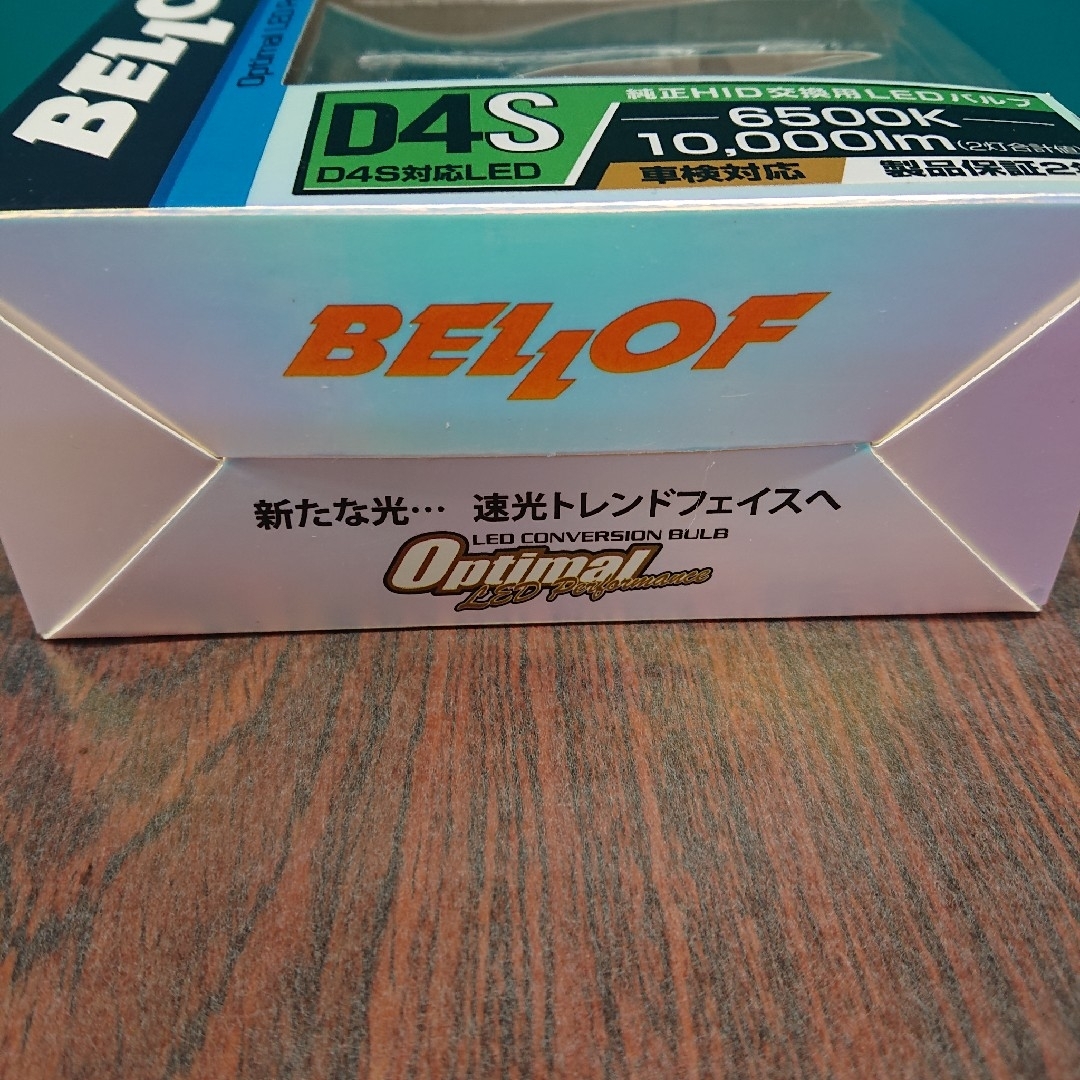 BELLOF
Optimal LED
D4S
D4S対応LED
純正HID交換用LEDバルブ
6500K
10,000lm(2灯合計値
車検対応
製品保証2
BELLOF
新たな光… 速光トレンドフェイスへ
LED CONVERSION BULB
Optimal
LED Performance